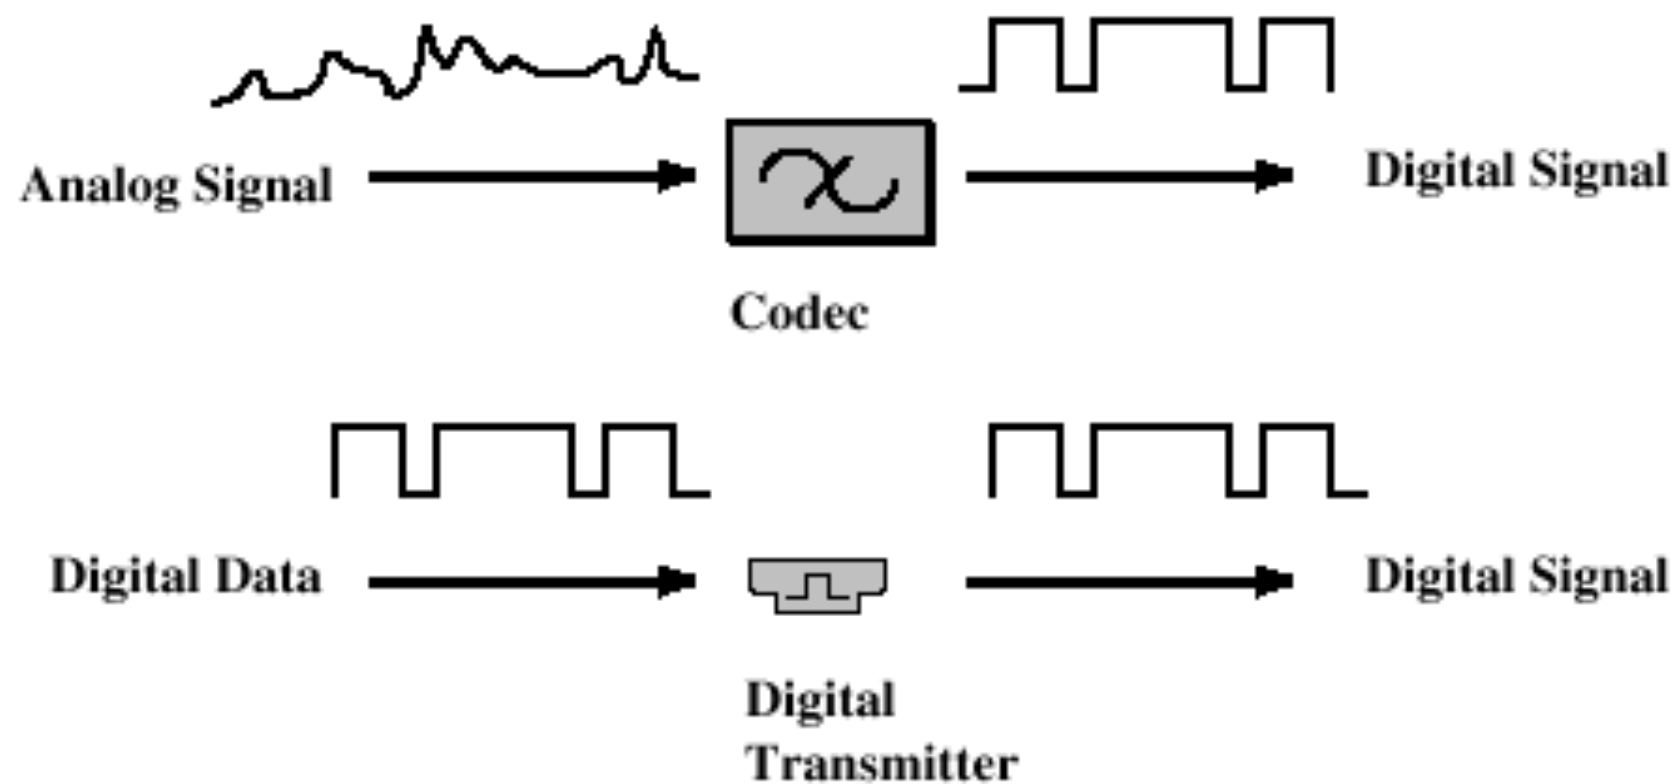 Analog Signal
Digital Signal
Codec
Digital Data
Digital Signal
Digital
Transmitter